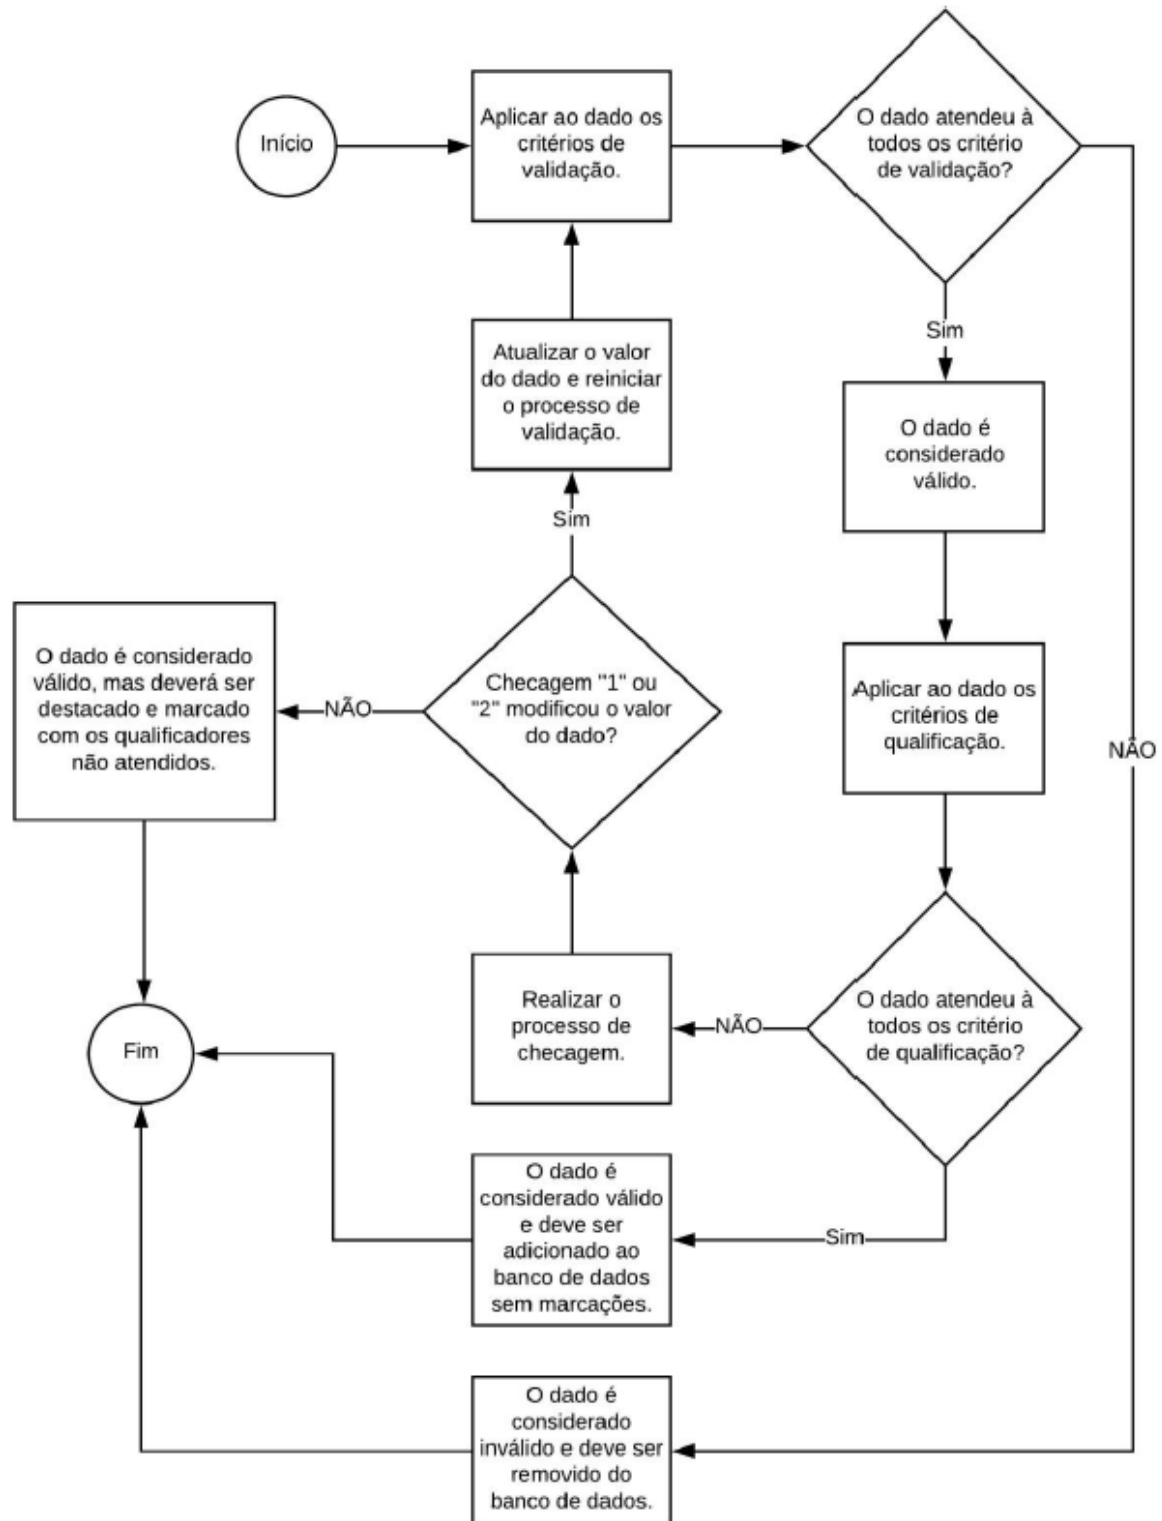 Início
Aplicar ao dado os
critérios de
validação.
O dado atendeu à
todos os critério
de validação?
Sim
O dado é
considerado
válido.
Aplicar ao dado os
critérios de
qualificação.
NÃO
O dado atendeu à
todos os critério
de qualificação?
NÃO
Realizar o
processo de
checagem.
Checagem "1" ou
"2" modificou o valor
do dado?
Sim
Atualizar o valor
do dado e reiniciar
o processo de
validação.
NÃO
O dado é considerado
válido, mas deverá ser
destacado e marcado
com os qualificadores
não atendidos.
Fim
Sim
O dado é
considerado válido
e deve ser
adicionado ao
banco de dados
sem marcações.
O dado é
considerado
inválido e deve ser
removido do
banco de dados.